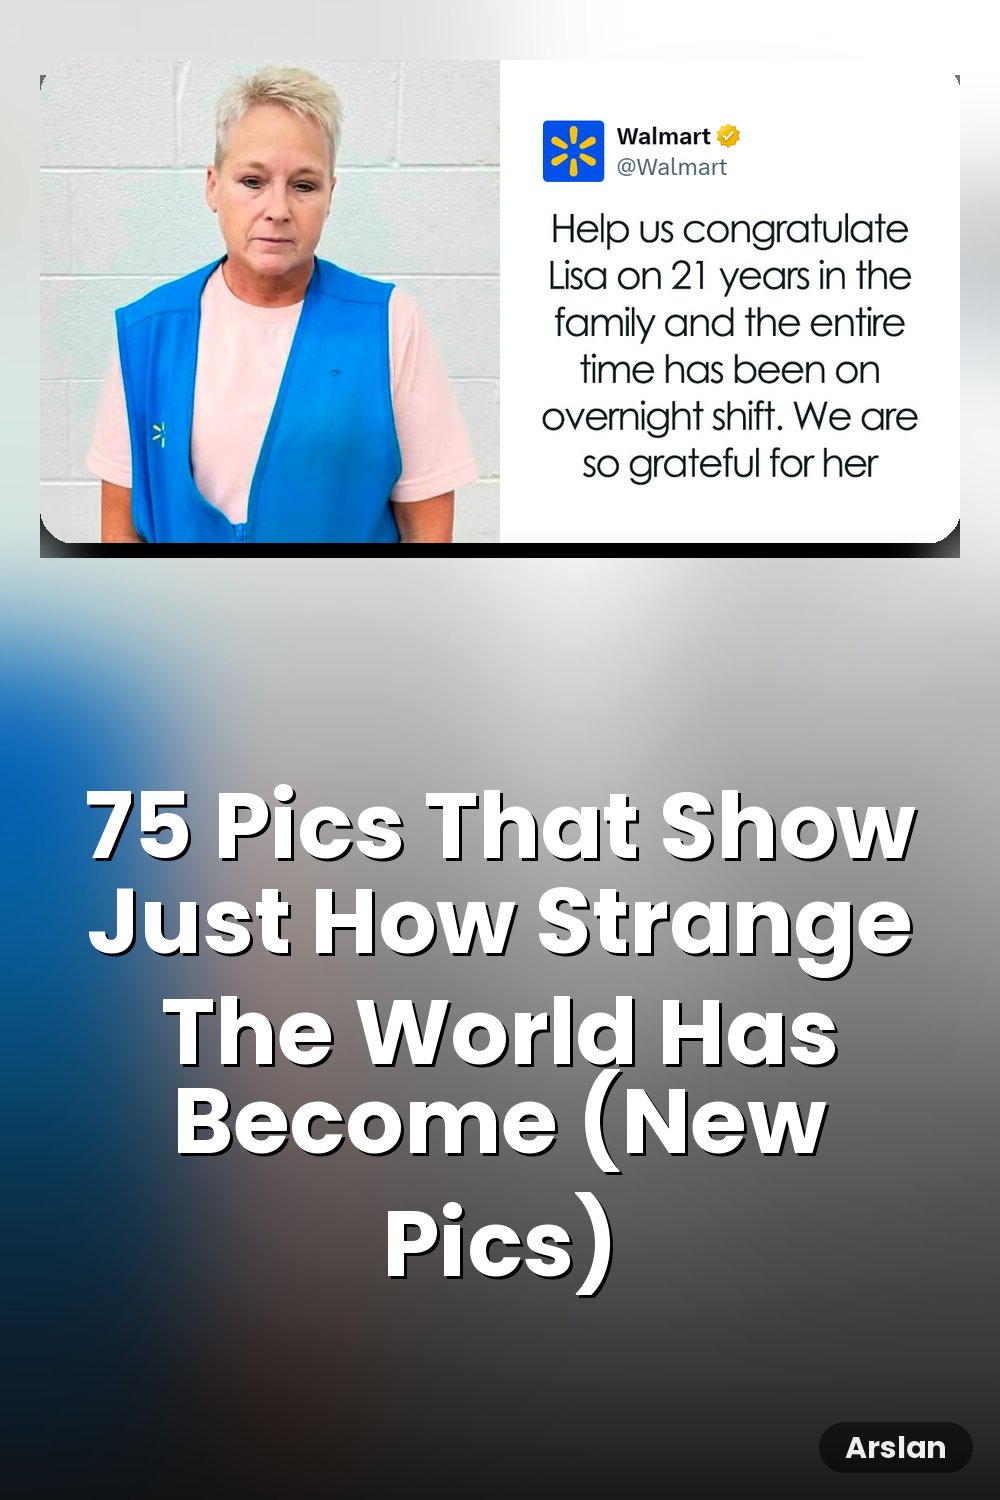 Walmart
@Walmart
Help us congratulate
Lisa on 21 years in the
family and the entire
time has been on
overnight shift. We are
so grateful for her
75 Pics That Show
Just How Strange
The World Has
Become (New
Pics)
Arslan